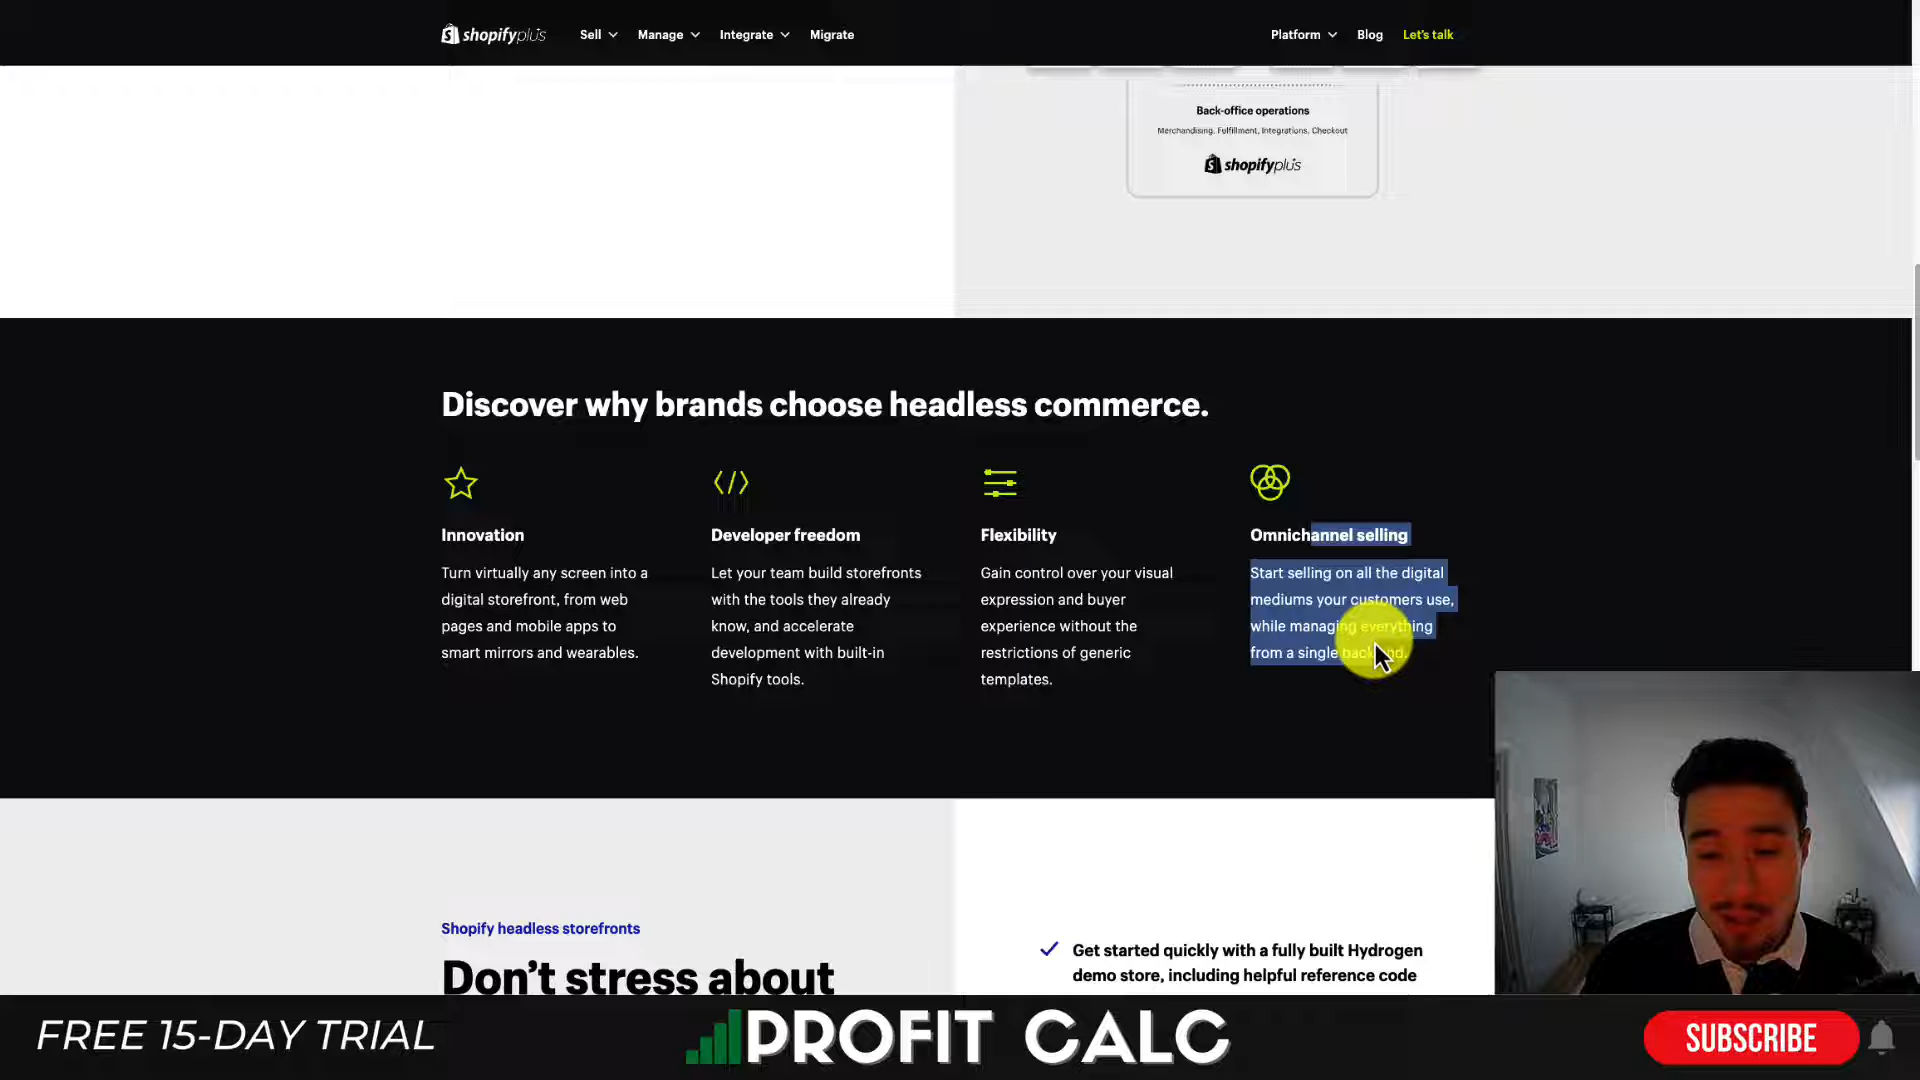 shopifyplus Sell Manage Integrate Migrate Platform Blog Let's talk
Back-office operations
Merchandising, Fulfillment, Integrations, Checkout
shopifyplus
Discover why brands choose headless commerce.
Innovation
Turn virtually any screen into a
digital storefront, from web
pages and mobile apps to
smart mirrors and wearables.
Developer freedom
Let your team build storefronts
with the tools they already
know, and accelerate
development with built-in
Shopify tools.
Flexibility
Gain control over your visual
expression and buyer
experience without the
restrictions of generic
templates.
Omnichannel selling
Start selling on all the digital
mediums your customers use,
while managing everything
from a single backend.
Shopify headless storefronts
Don't stress about
Get started quickly with a fully built Hydrogen
demo store, including helpful reference code
FREE 15-DAY TRIAL
PROFIT CALC
SUBSCRIBE